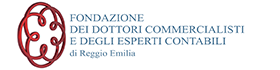 FONDAZIONE
DEI DOTTORI COMMERCIALISTI
E DEGLI ESPERTI CONTABILI
di Reggio Emilia